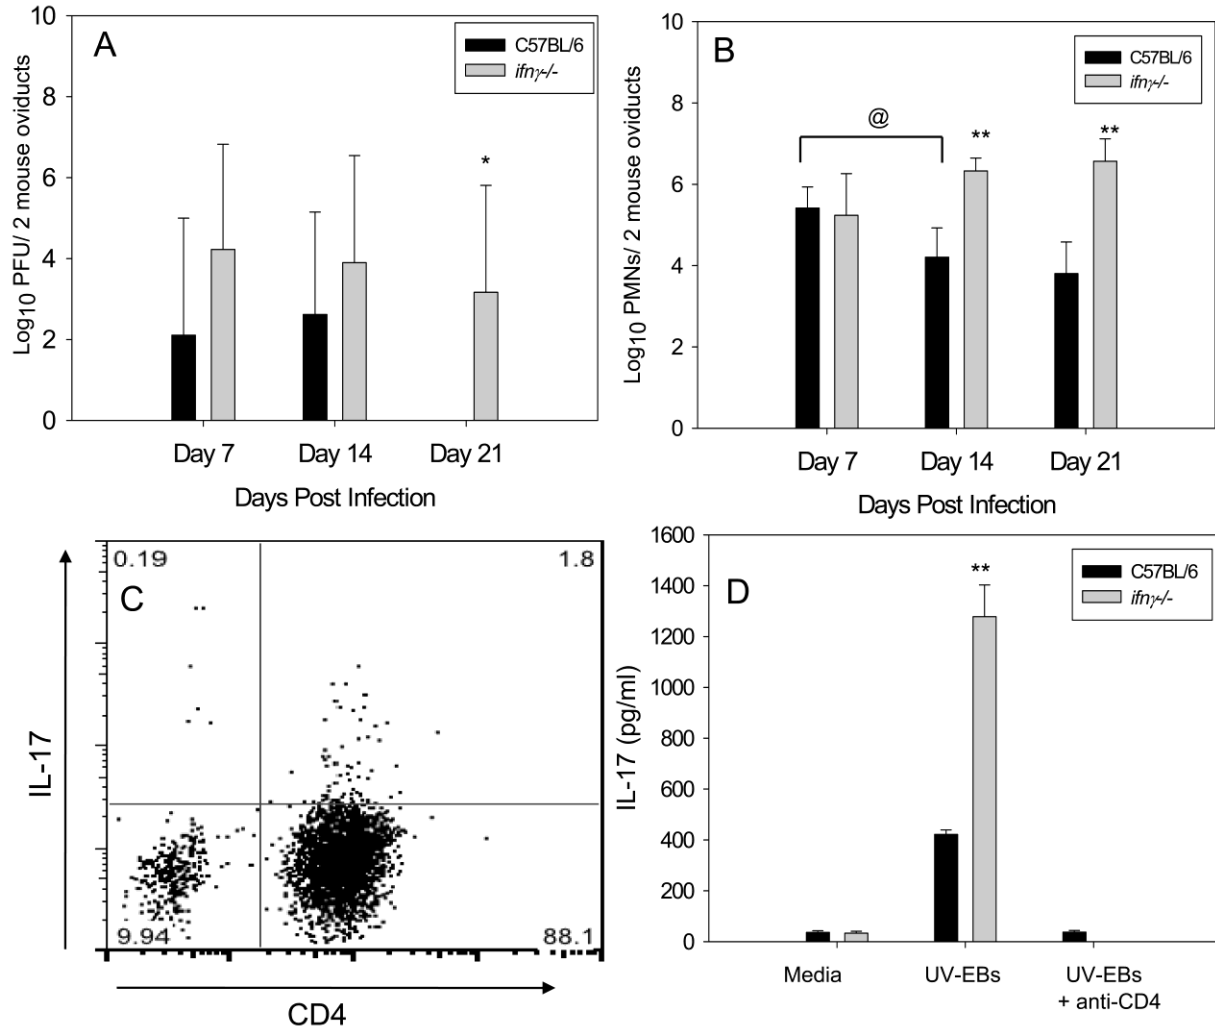 A
C57BL/6
ifnγ-/-
Log10 PFU/ 2 mouse oviducts
10
8
6
4
2
0
*
Day 7
Day 14
Day 21
Days Post Infection
B
C57BL/6
ifnγ-/-
Log10 PMNs/ 2 mouse oviducts
10
8
6
4
2
0
@
**
**
Day 7
Day 14
Day 21
Days Post Infection
0.19
1.8
C
IL-17
9.94
88.1
CD4
D
C57BL/6
ifnγ-/-
IL-17 (pg/ml)
1600
1400
1200
1000
800
600
400
200
0
**
Media
UV-EBs
UV-EBs
+ anti-CD4